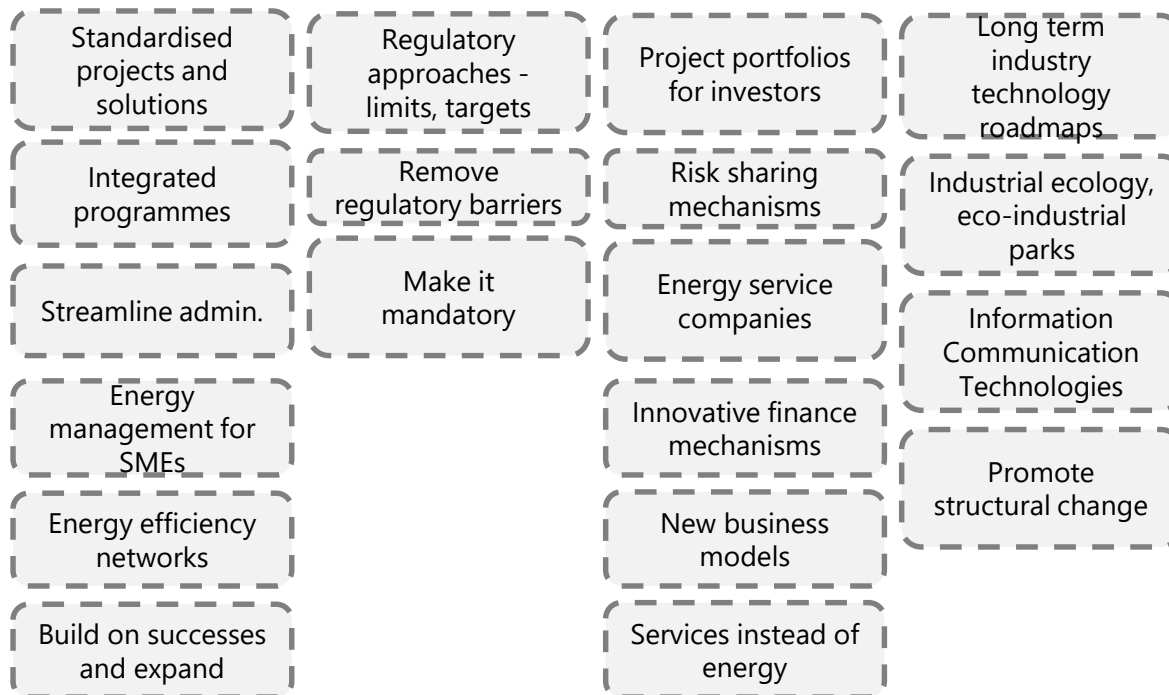 Standardised
projects and
solutions
Integrated
programmes
Streamline admin.
Energy
management for
SMEs
Energy efficiency
networks
Build on successes
and expand
Regulatory
approaches -
limits, targets
Remove
regulatory barriers
Make it
mandatory
Project portfolios
for investors
Risk sharing
mechanisms
Energy service
companies
Innovative finance
mechanisms
New business
models
Services instead of
energy
Long term
industry
technology
roadmaps
Industrial ecology,
eco-industrial
parks
Information
Communication
Technologies
Promote
structural change